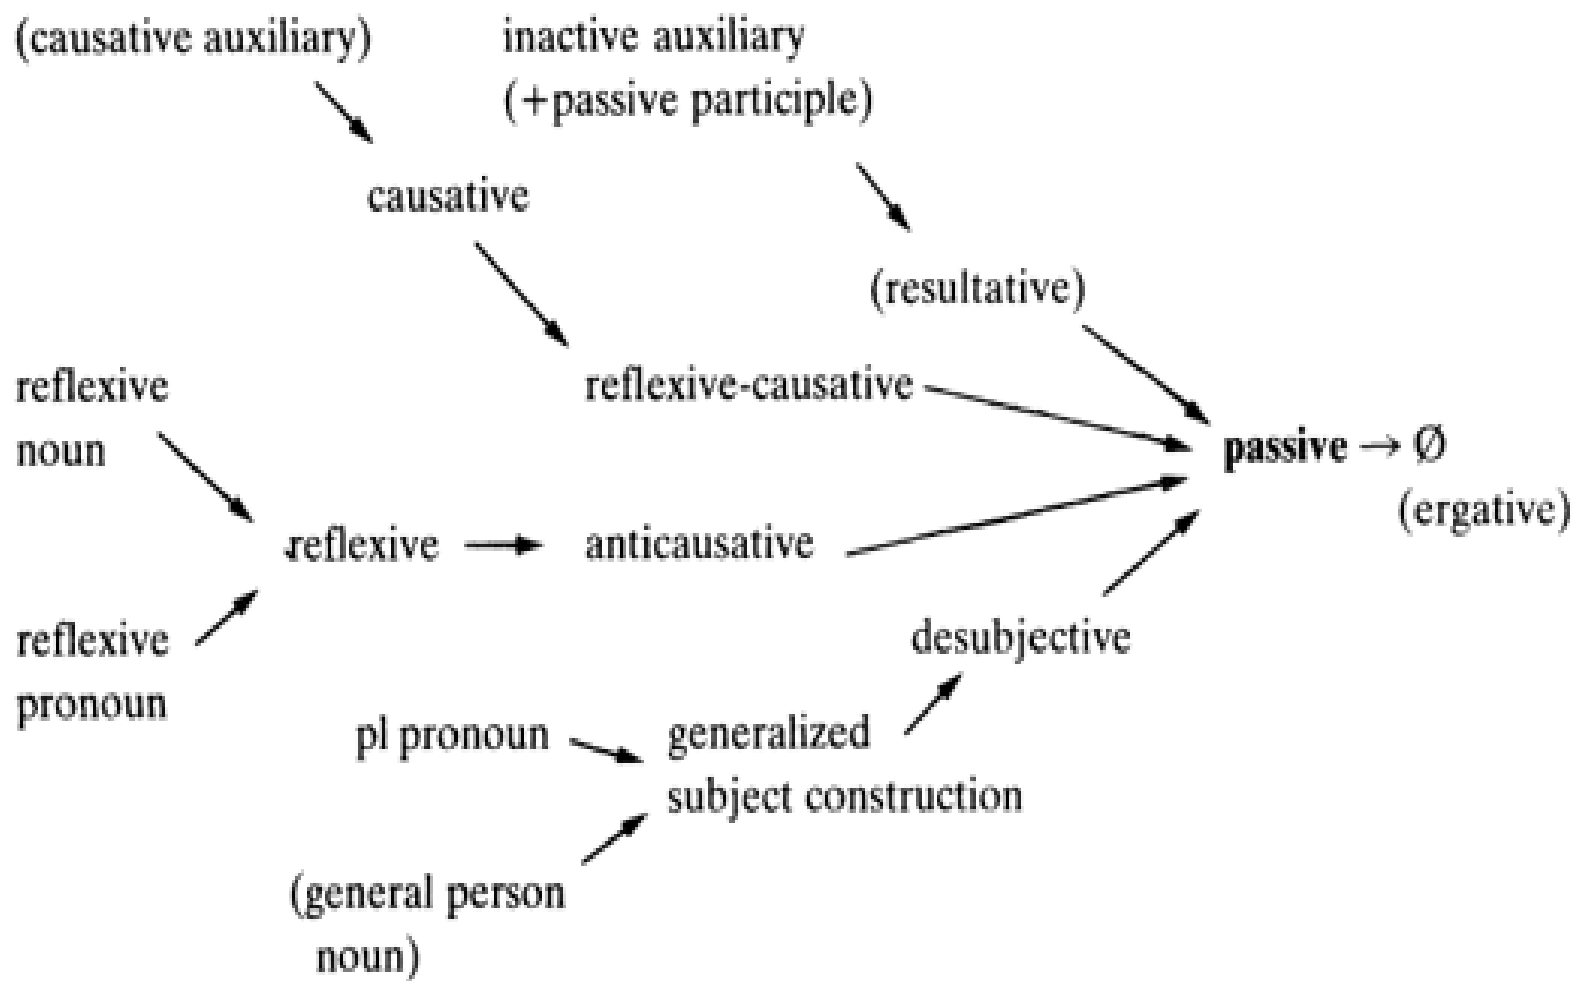 (causative auxiliary)
inactive auxiliary
(+passive participle)
causative
(resultative)
reflexive
noun
reflexive-causative
passive → Ø
(ergative)
reflexive
anticausative
reflexive
pronoun
desubjective
pl pronoun
generalized
subject construction
(general person
noun)